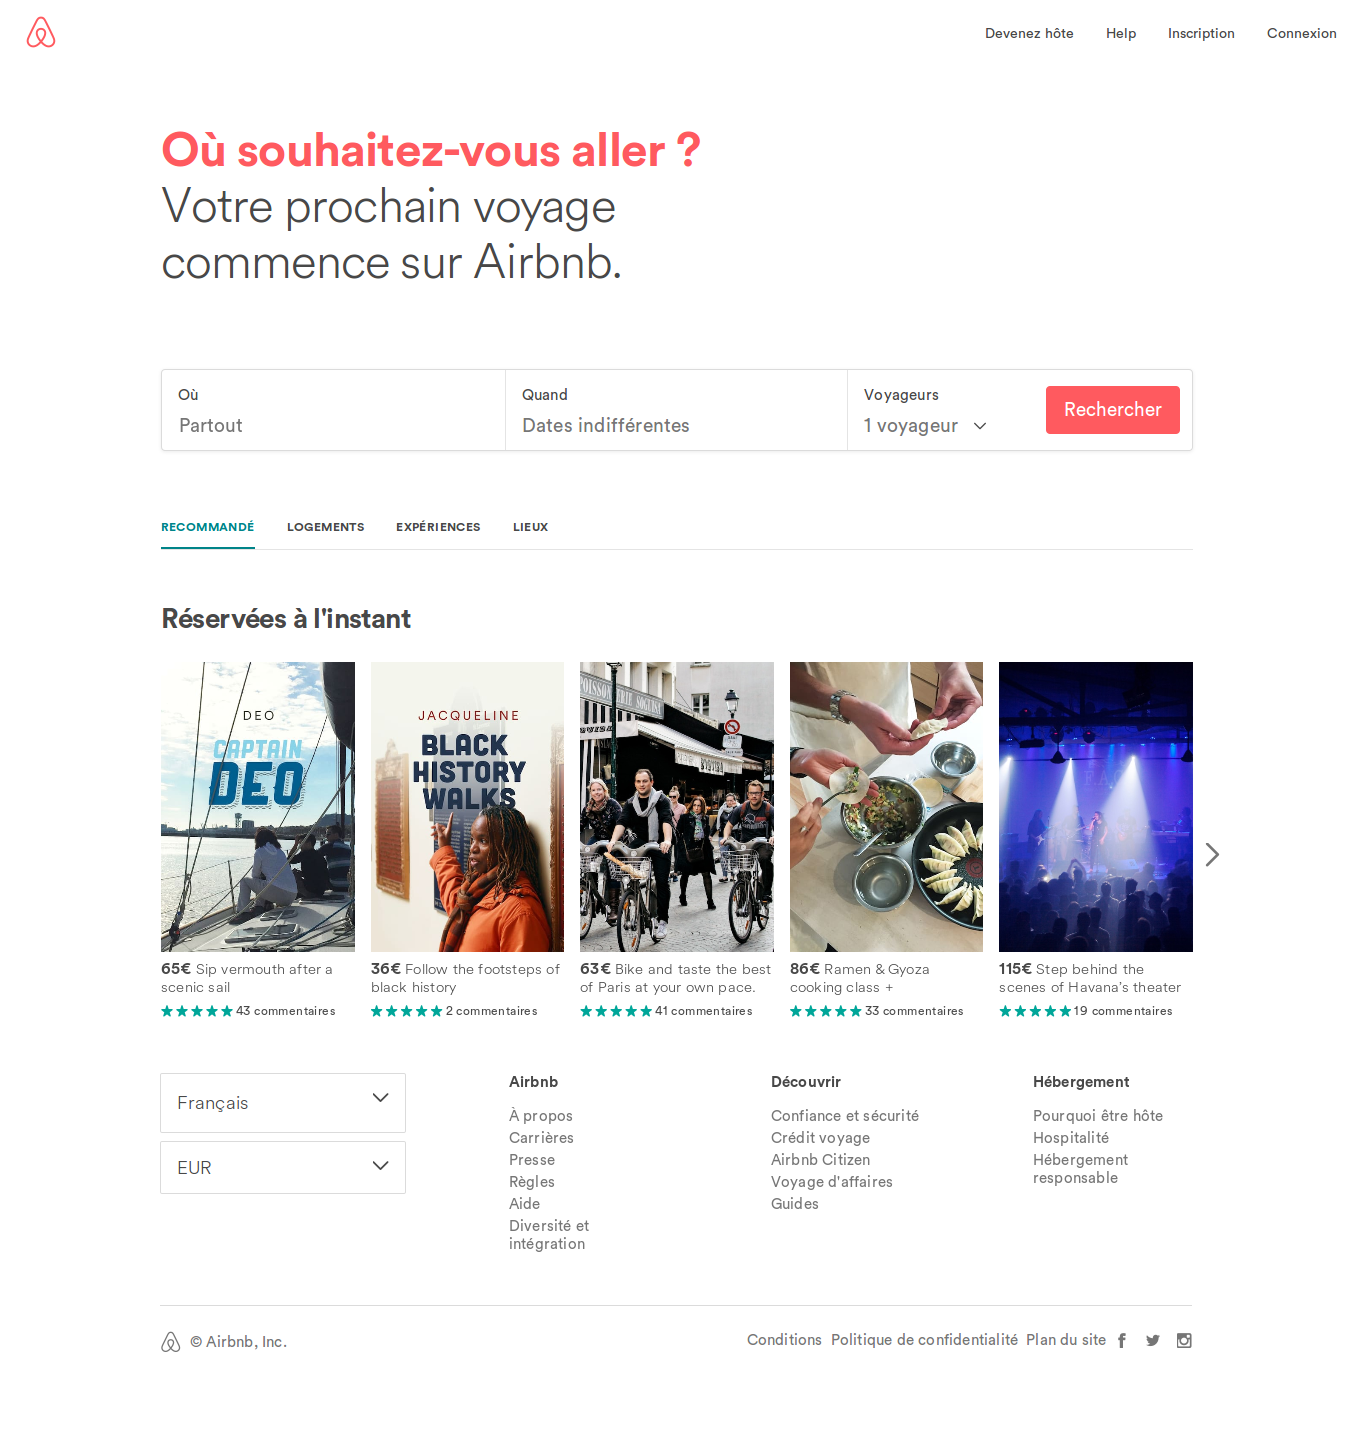 Devenez hôte Help Inscription Connexion
Où souhaitez-vous aller ?
Votre prochain voyage
commence sur Airbnb.
Où Quand Voyageurs
Partout Dates indifférentes 1 voyageur Rechercher
RECOMMANDÉ LOGEMENTS EXPÉRIENCES LIEUX
Réservées à l'instant
DEO
CAPTAIN
DEO
JACQUELINE
BLACK
HISTORY
WALKS
POISSONNERIE SOGUISA
65€ Sip vermouth after a
scenic sail
43 commentaires
36€ Follow the footsteps of
black history
2 commentaires
63€ Bike and taste the best
of Paris at your own pace.
41 commentaires
86€ Ramen & Gyoza
cooking class +
33 commentaires
115€ Step behind the
scenes of Havana's theater
19 commentaires
Français
EUR
Airbnb
À propos
Carrières
Presse
Règles
Aide
Diversité et
intégration
Découvrir
Confiance et sécurité
Crédit voyage
Airbnb Citizen
Voyage d'affaires
Guides
Hébergement
Pourquoi être hôte
Hospitalité
Hébergement
responsable
© Airbnb, Inc.
Conditions Politique de confidentialité Plan du site